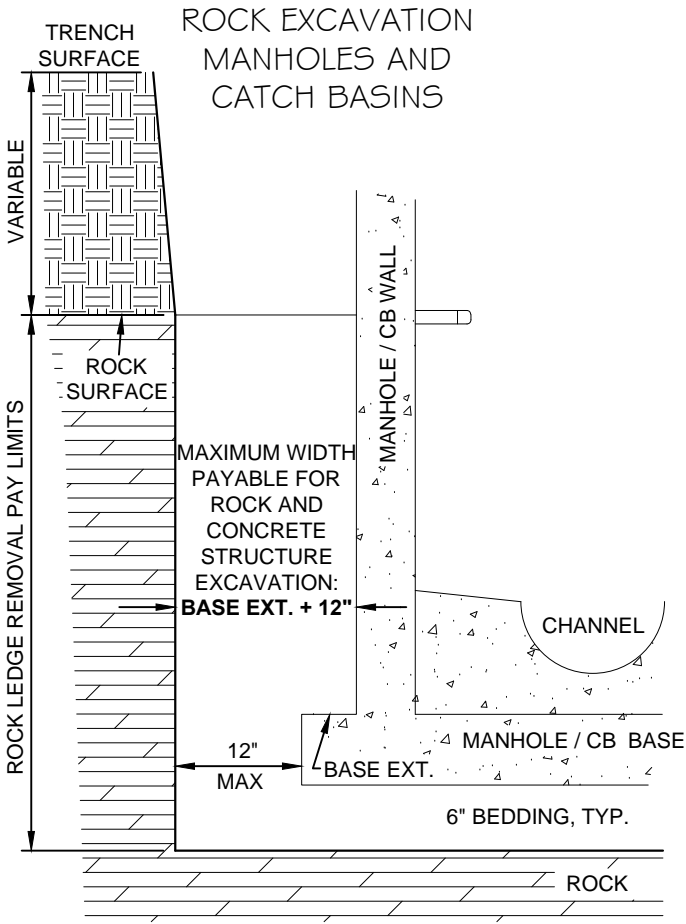 ROCK EXCAVATION
MANHOLES AND
CATCH BASINS
TRENCH
SURFACE
VARIABLE
ROCK
SURFACE
MANHOLE / CB WALL
ROCK LEDGE REMOVAL PAY LIMITS
MAXIMUM WIDTH
PAYABLE FOR
ROCK AND
CONCRETE
STRUCTURE
EXCAVATION:
BASE EXT. + 12"
CHANNEL
12"
MAX
BASE EXT.
MANHOLE / CB BASE
6" BEDDING, TYP.
ROCK